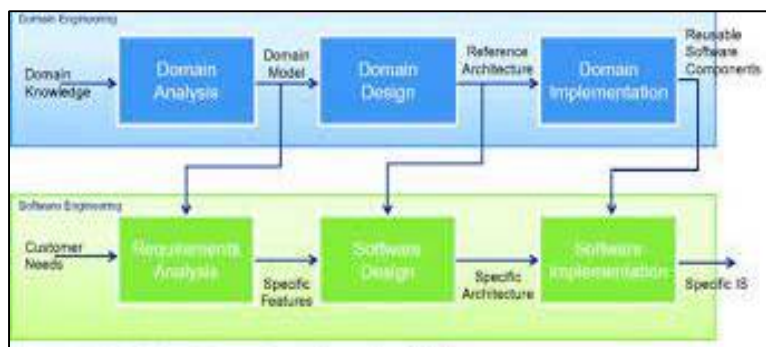 Domain Engineering
Domain
Knowledge
Domain
Analysis
Domain
Model
Domain
Design
Reference
Architecture
Domain
Implementation
Reusable
Software
Components
Software Engineering
Customer
Needs
Requirements
Analysis
Specific
Features
Software
Design
Specific
Architecture
Software
Implementation
Specific IS